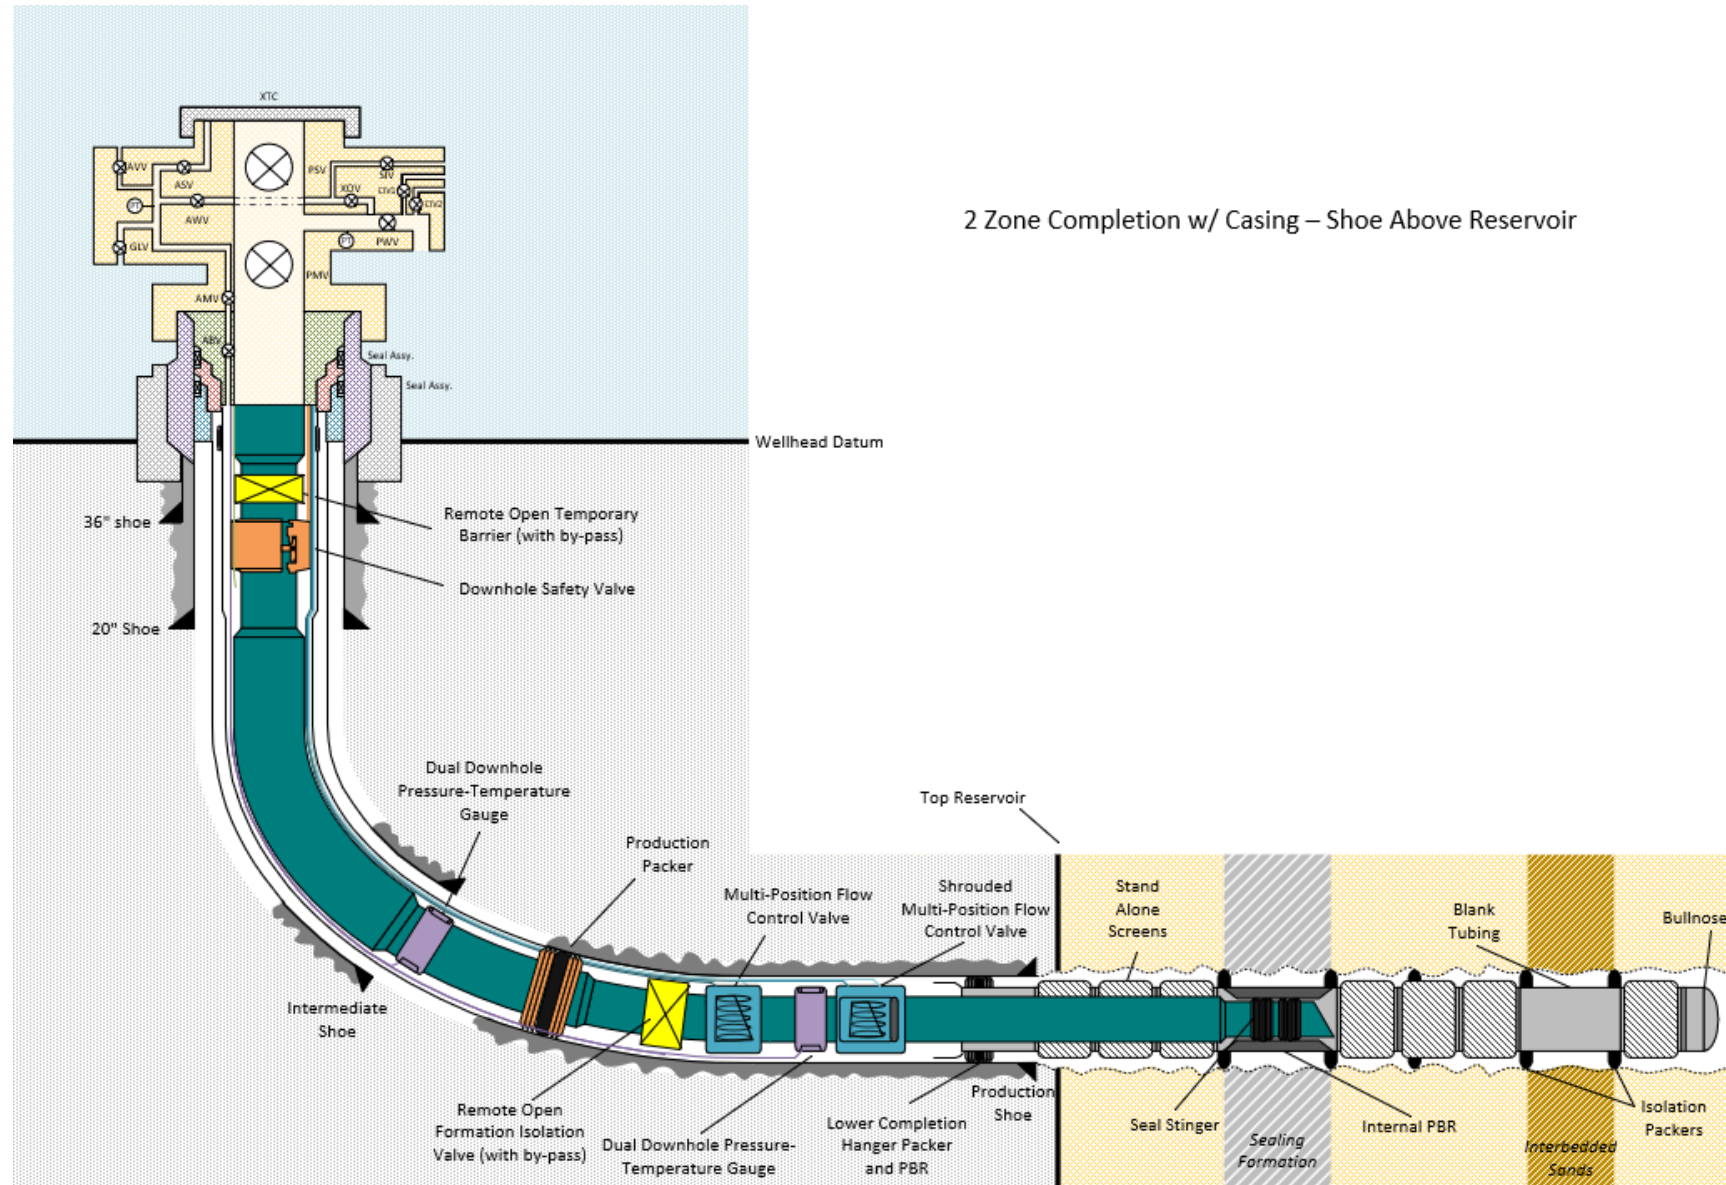 XTC
AVV
ASV
PSV
SIV
CIV1
CIV2
XOV
PT
AWV
GLV
PT
PWV
PMV
AMV
ABV
Seal Assy.
Seal Assy.
2 Zone Completion w/ Casing – Shoe Above Reservoir
Wellhead Datum
36" shoe
Remote Open Temporary
Barrier (with by-pass)
Downhole Safety Valve
20" Shoe
Dual Downhole
Pressure-Temperature
Gauge
Top Reservoir
Production
Packer
Multi-Position Flow
Control Valve
Shrouded
Multi-Position Flow
Control Valve
Stand
Alone
Screens
Blank
Tubing
Bullnose
Intermediate
Shoe
Remote Open
Formation Isolation
Valve (with by-pass)
Dual Downhole Pressure-
Temperature Gauge
Lower Completion
Hanger Packer
and PBR
Production
Shoe
Seal Stinger
Sealing
Formation
Internal PBR
Interbedded
Sands
Isolation
Packers